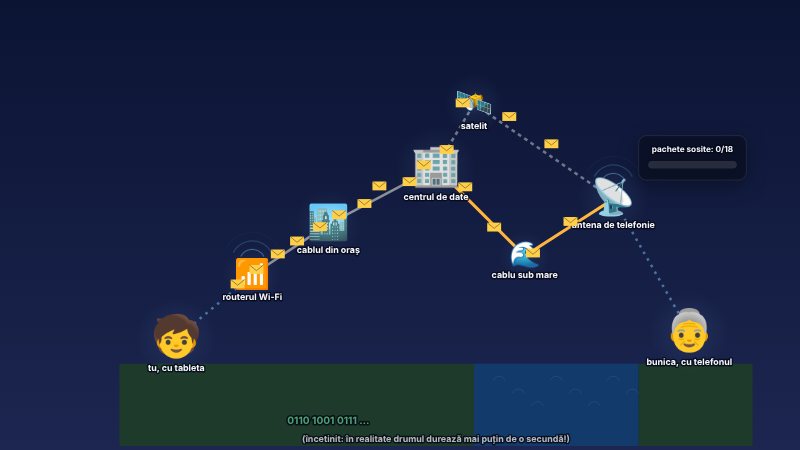 satelit
pachete sosite: 0/18
centrul de date
antena de telefonie
cablul din oraș
cablu sub mare
routerul Wi-Fi
bunica, cu telefonul
tu, cu tableta
0110 1001 0111 ...
(încetinit: în realitate drumul durează mai puțin de o secundă!)